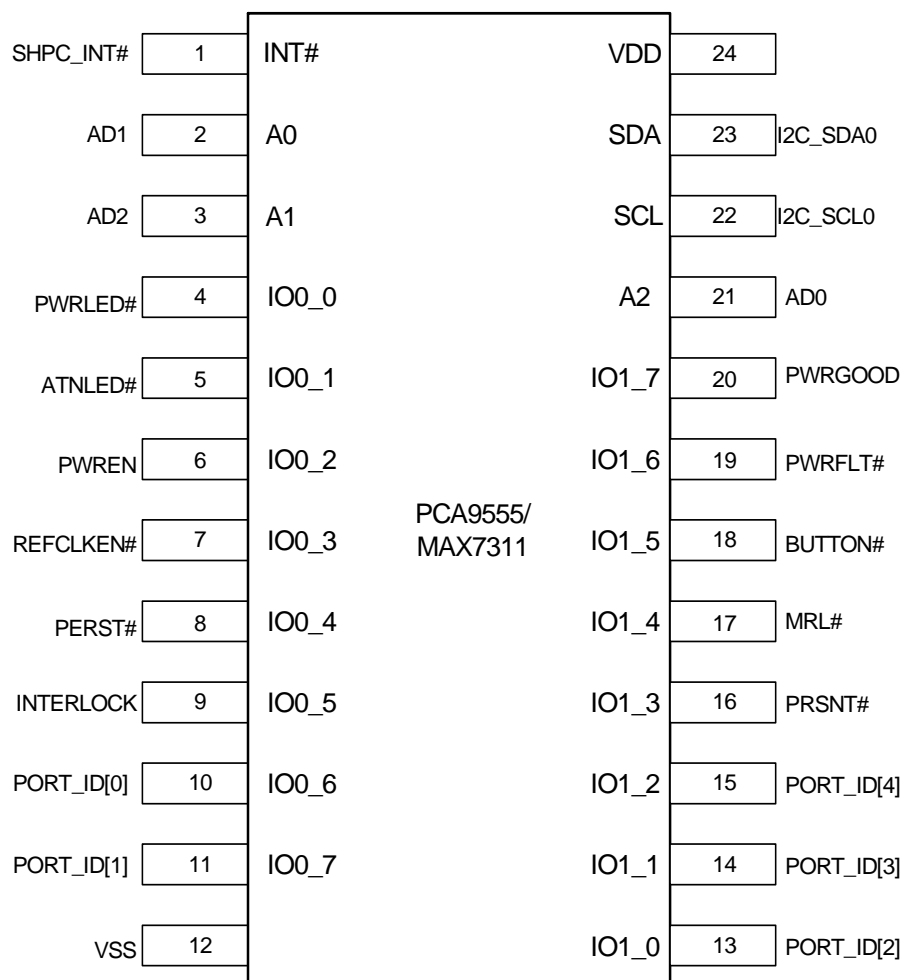 SHPC_INT# 1 INT# VDD 24
AD1 2 A0 SDA 23 I2C_SDA0
AD2 3 A1 SCL 22 I2C_SCL0
PWRLED# 4 IO0_0 A2 21 AD0
ATNLED# 5 IO0_1 IO1_7 20 PWRGOOD
PWREN 6 IO0_2 IO1_6 19 PWRFLT#
PCA9555/
MAX7311
REFCLKEN# 7 IO0_3 IO1_5 18 BUTTON#
PERST# 8 IO0_4 IO1_4 17 MRL#
INTERLOCK 9 IO0_5 IO1_3 16 PRSNT#
PORT_ID[0] 10 IO0_6 IO1_2 15 PORT_ID[4]
PORT_ID[1] 11 IO0_7 IO1_1 14 PORT_ID[3]
VSS 12 IO1_0 13 PORT_ID[2]